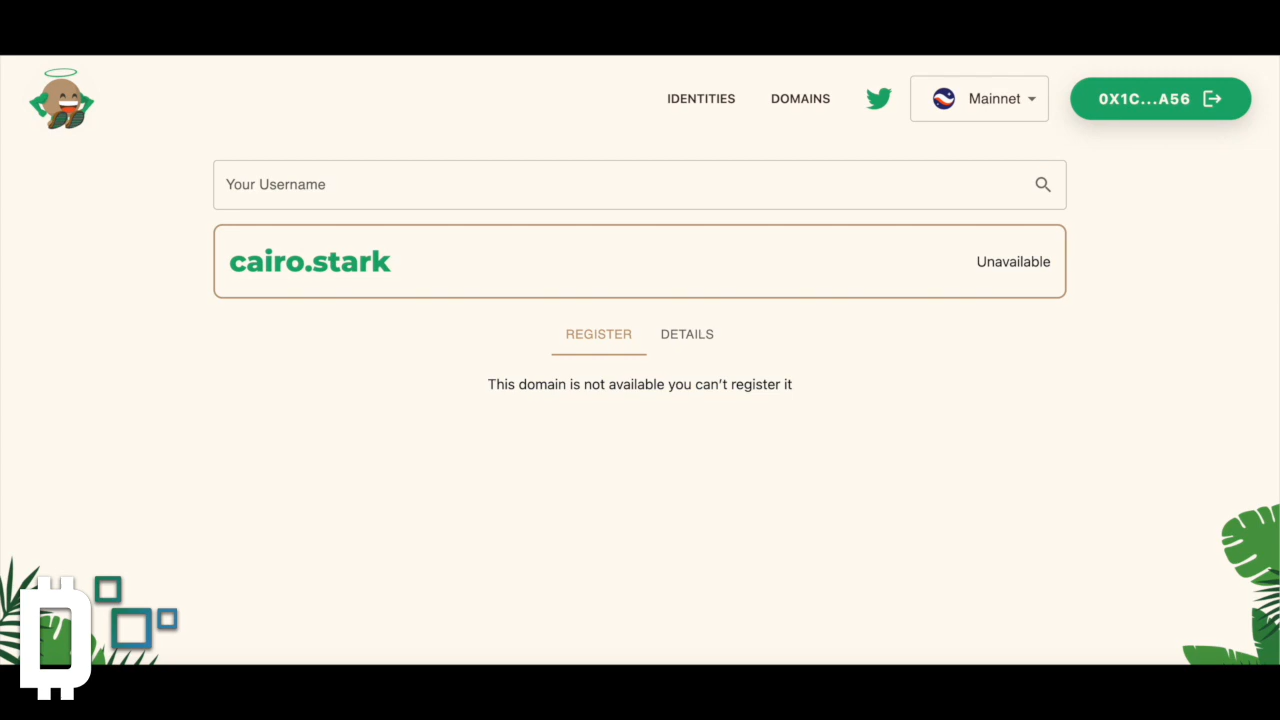 IDENTITIES
DOMAINS
Mainnet
0X1C...A56
Your Username
cairo.stark
Unavailable
REGISTER
DETAILS
This domain is not available you can't register it